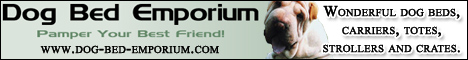 Dog Bed Emporium
Pamper Your Best Friend!
www.dog-bed-emporium.com
Wonderful dog beds,
carriers, totes,
strollers and crates.